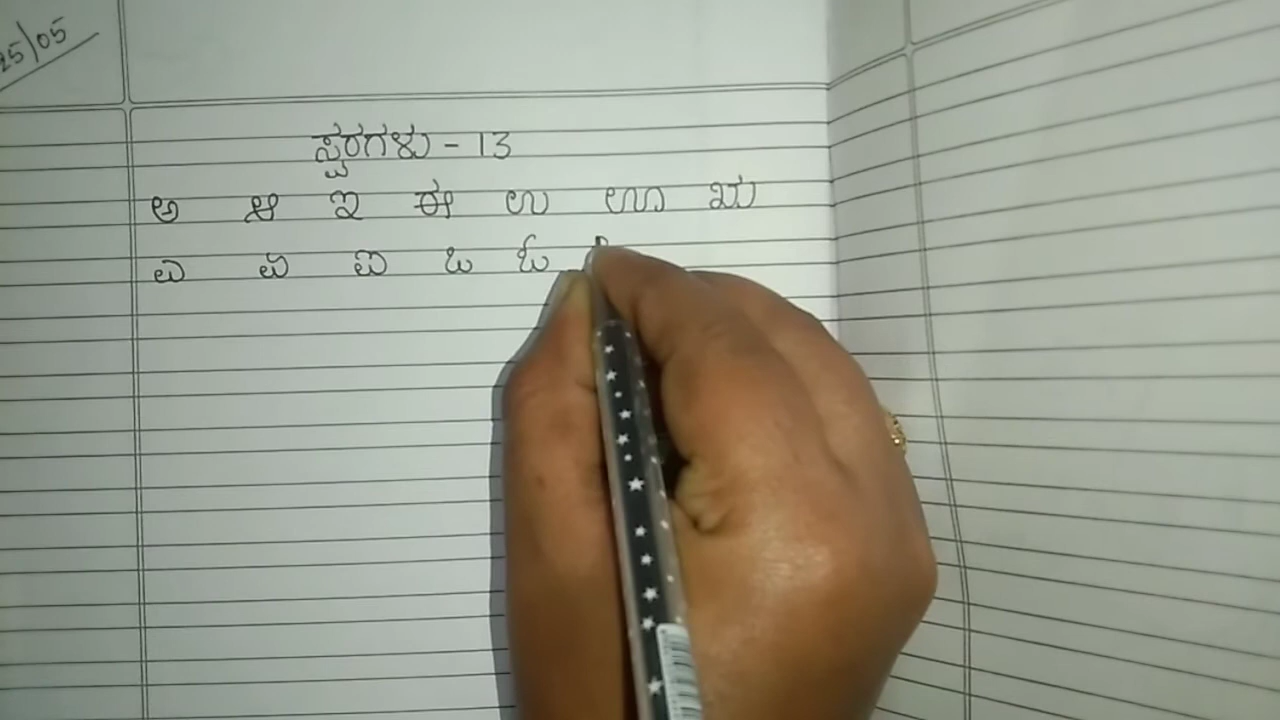 25/05
ಸ್ವರಗಳು - 13
ಅ ಆ ಇ ಈ ಉ ಊ ಋ
ಎ ಏ ಐ ಒ ಓ